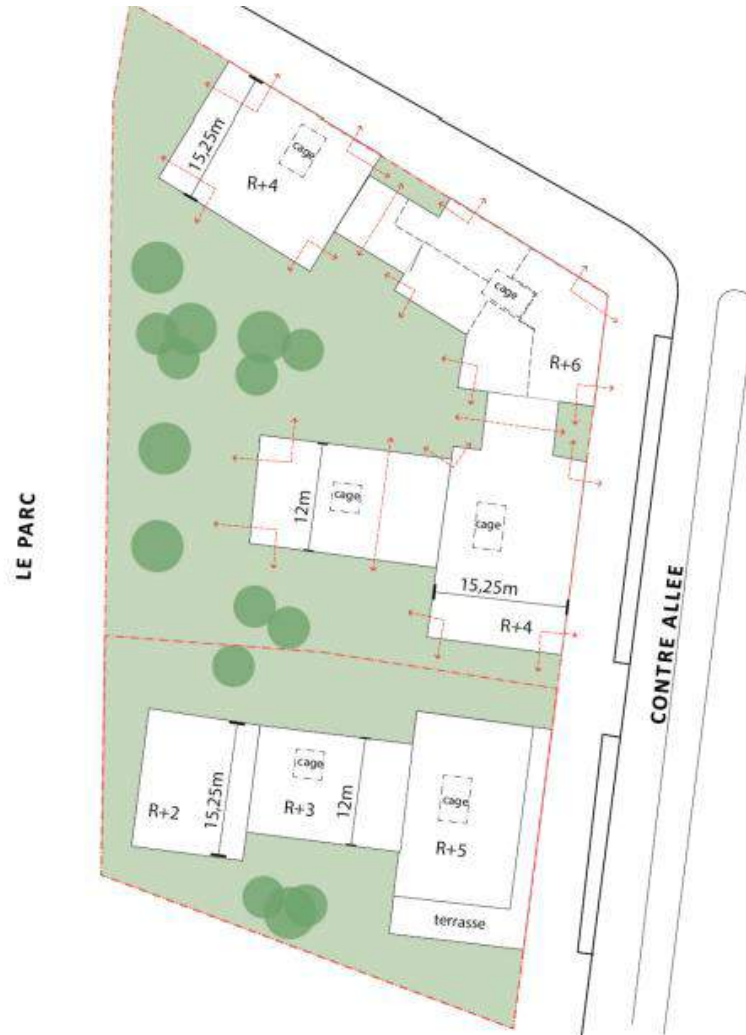 15,25m
cage
R+4
cage
R+6
12m
cage
cage
15,25m
R+4
LE PARC
CONTRE ALLEE
R+2
15,25m
cage
R+3
12m
cage
R+5
terrasse